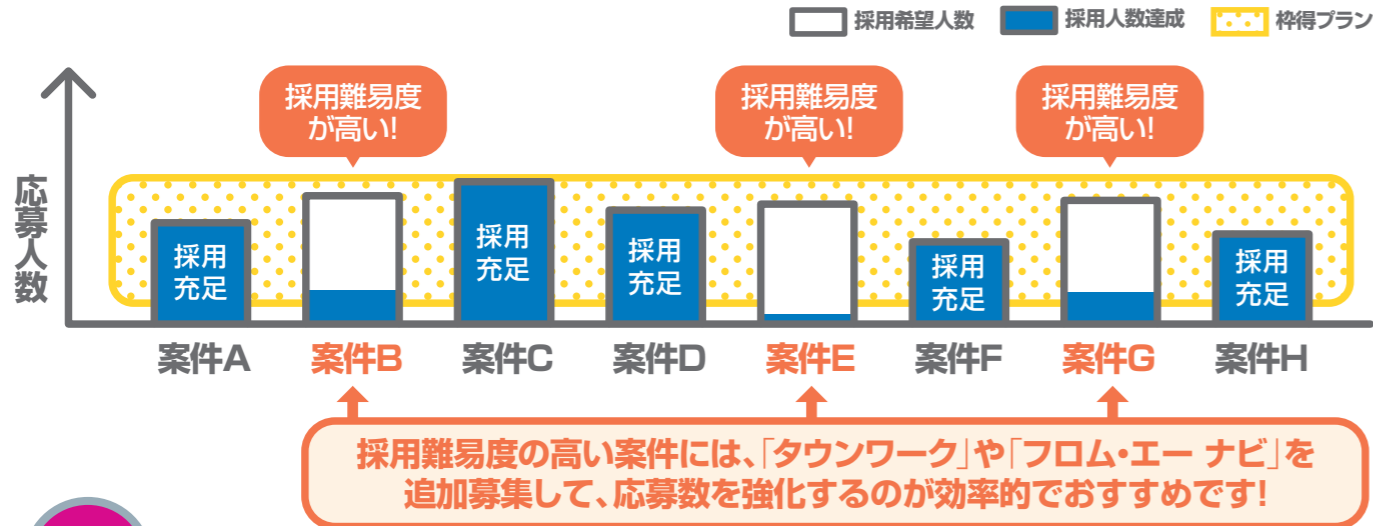 採用希望人数 採用人数達成 枠得プラン
採用難易度
が高い!
採用難易度
が高い!
採用難易度
が高い!
応募人数
採用
充足
採用
充足
採用
充足
採用
充足
採用
充足
案件A 案件B 案件C 案件D 案件E 案件F 案件G 案件H
採用難易度の高い案件には、「タウンワーク」や「フロム・エー ナビ」を
追加募集して、応募数を強化するのが効率的でおすすめです!